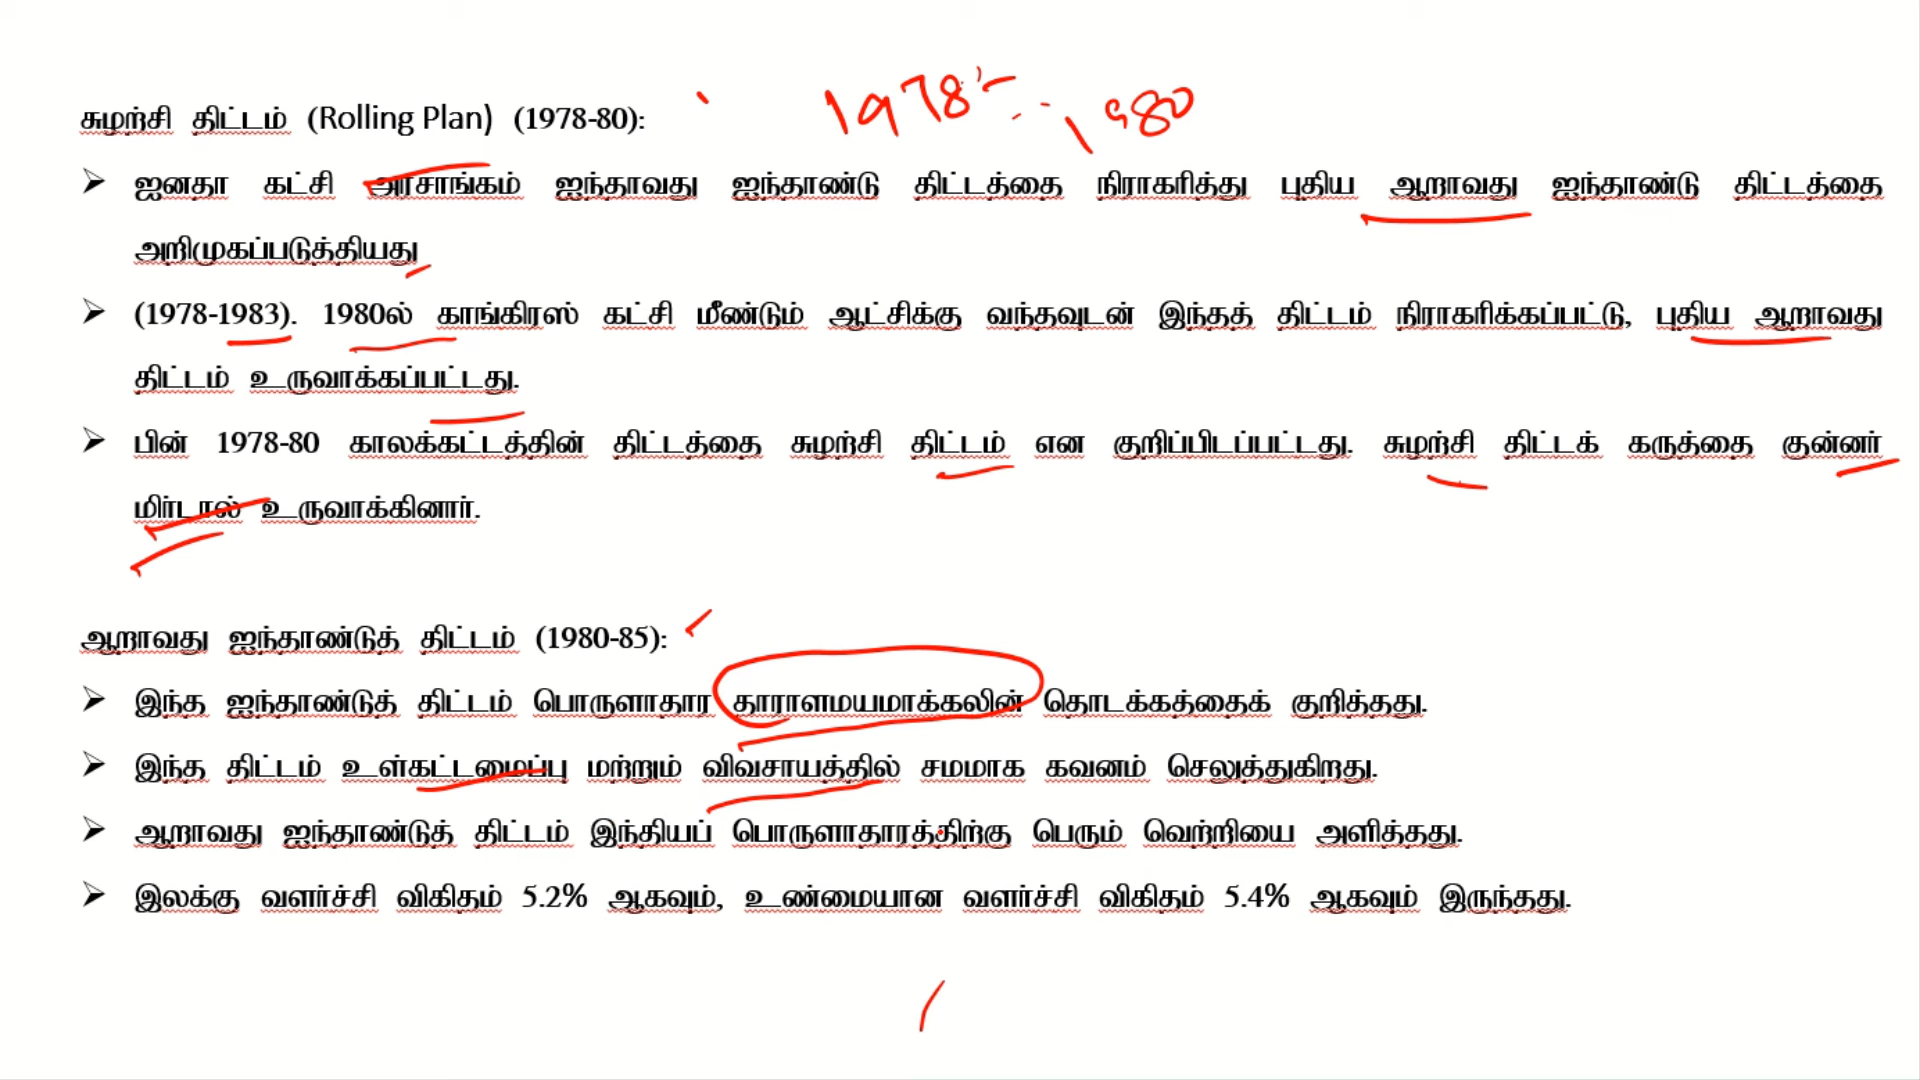 சுழற்சி திட்டம் (Rolling Plan) (1978-80):
1978 - 1980
➢ ஜனதா கட்சி அரசாங்கம் ஐந்தாவது ஐந்தாண்டு திட்டத்தை நிராகரித்து புதிய ஆறாவது ஐந்தாண்டு திட்டத்தை
அறிமுகப்படுத்தியது
➢ (1978-1983). 1980ல் காங்கிரஸ் கட்சி மீண்டும் ஆட்சிக்கு வந்தவுடன் இந்தத் திட்டம் நிராகரிக்கப்பட்டு, புதிய ஆறாவது
திட்டம் உருவாக்கப்பட்டது.
➢ பின் 1978-80 காலக்கட்டத்தின் திட்டத்தை சுழற்சி திட்டம் என குறிப்பிடப்பட்டது. சுழற்சி திட்டக் கருத்தை குன்னர்
மிர்டால் உருவாக்கினார்.
ஆறாவது ஐந்தாண்டுத் திட்டம் (1980-85):
➢ இந்த ஐந்தாண்டுத் திட்டம் பொருளாதார தாராளமயமாக்கலின் தொடக்கத்தைக் குறித்தது.
➢ இந்த திட்டம் உள்கட்டமைப்பு மற்றும் விவசாயத்தில் சமமாக கவனம் செலுத்துகிறது.
➢ ஆறாவது ஐந்தாண்டுத் திட்டம் இந்தியப் பொருளாதாரத்திற்கு பெரும் வெற்றியை அளித்தது.
➢ இலக்கு வளர்ச்சி விகிதம் 5.2% ஆகவும், உண்மையான வளர்ச்சி விகிதம் 5.4% ஆகவும் இருந்தது.